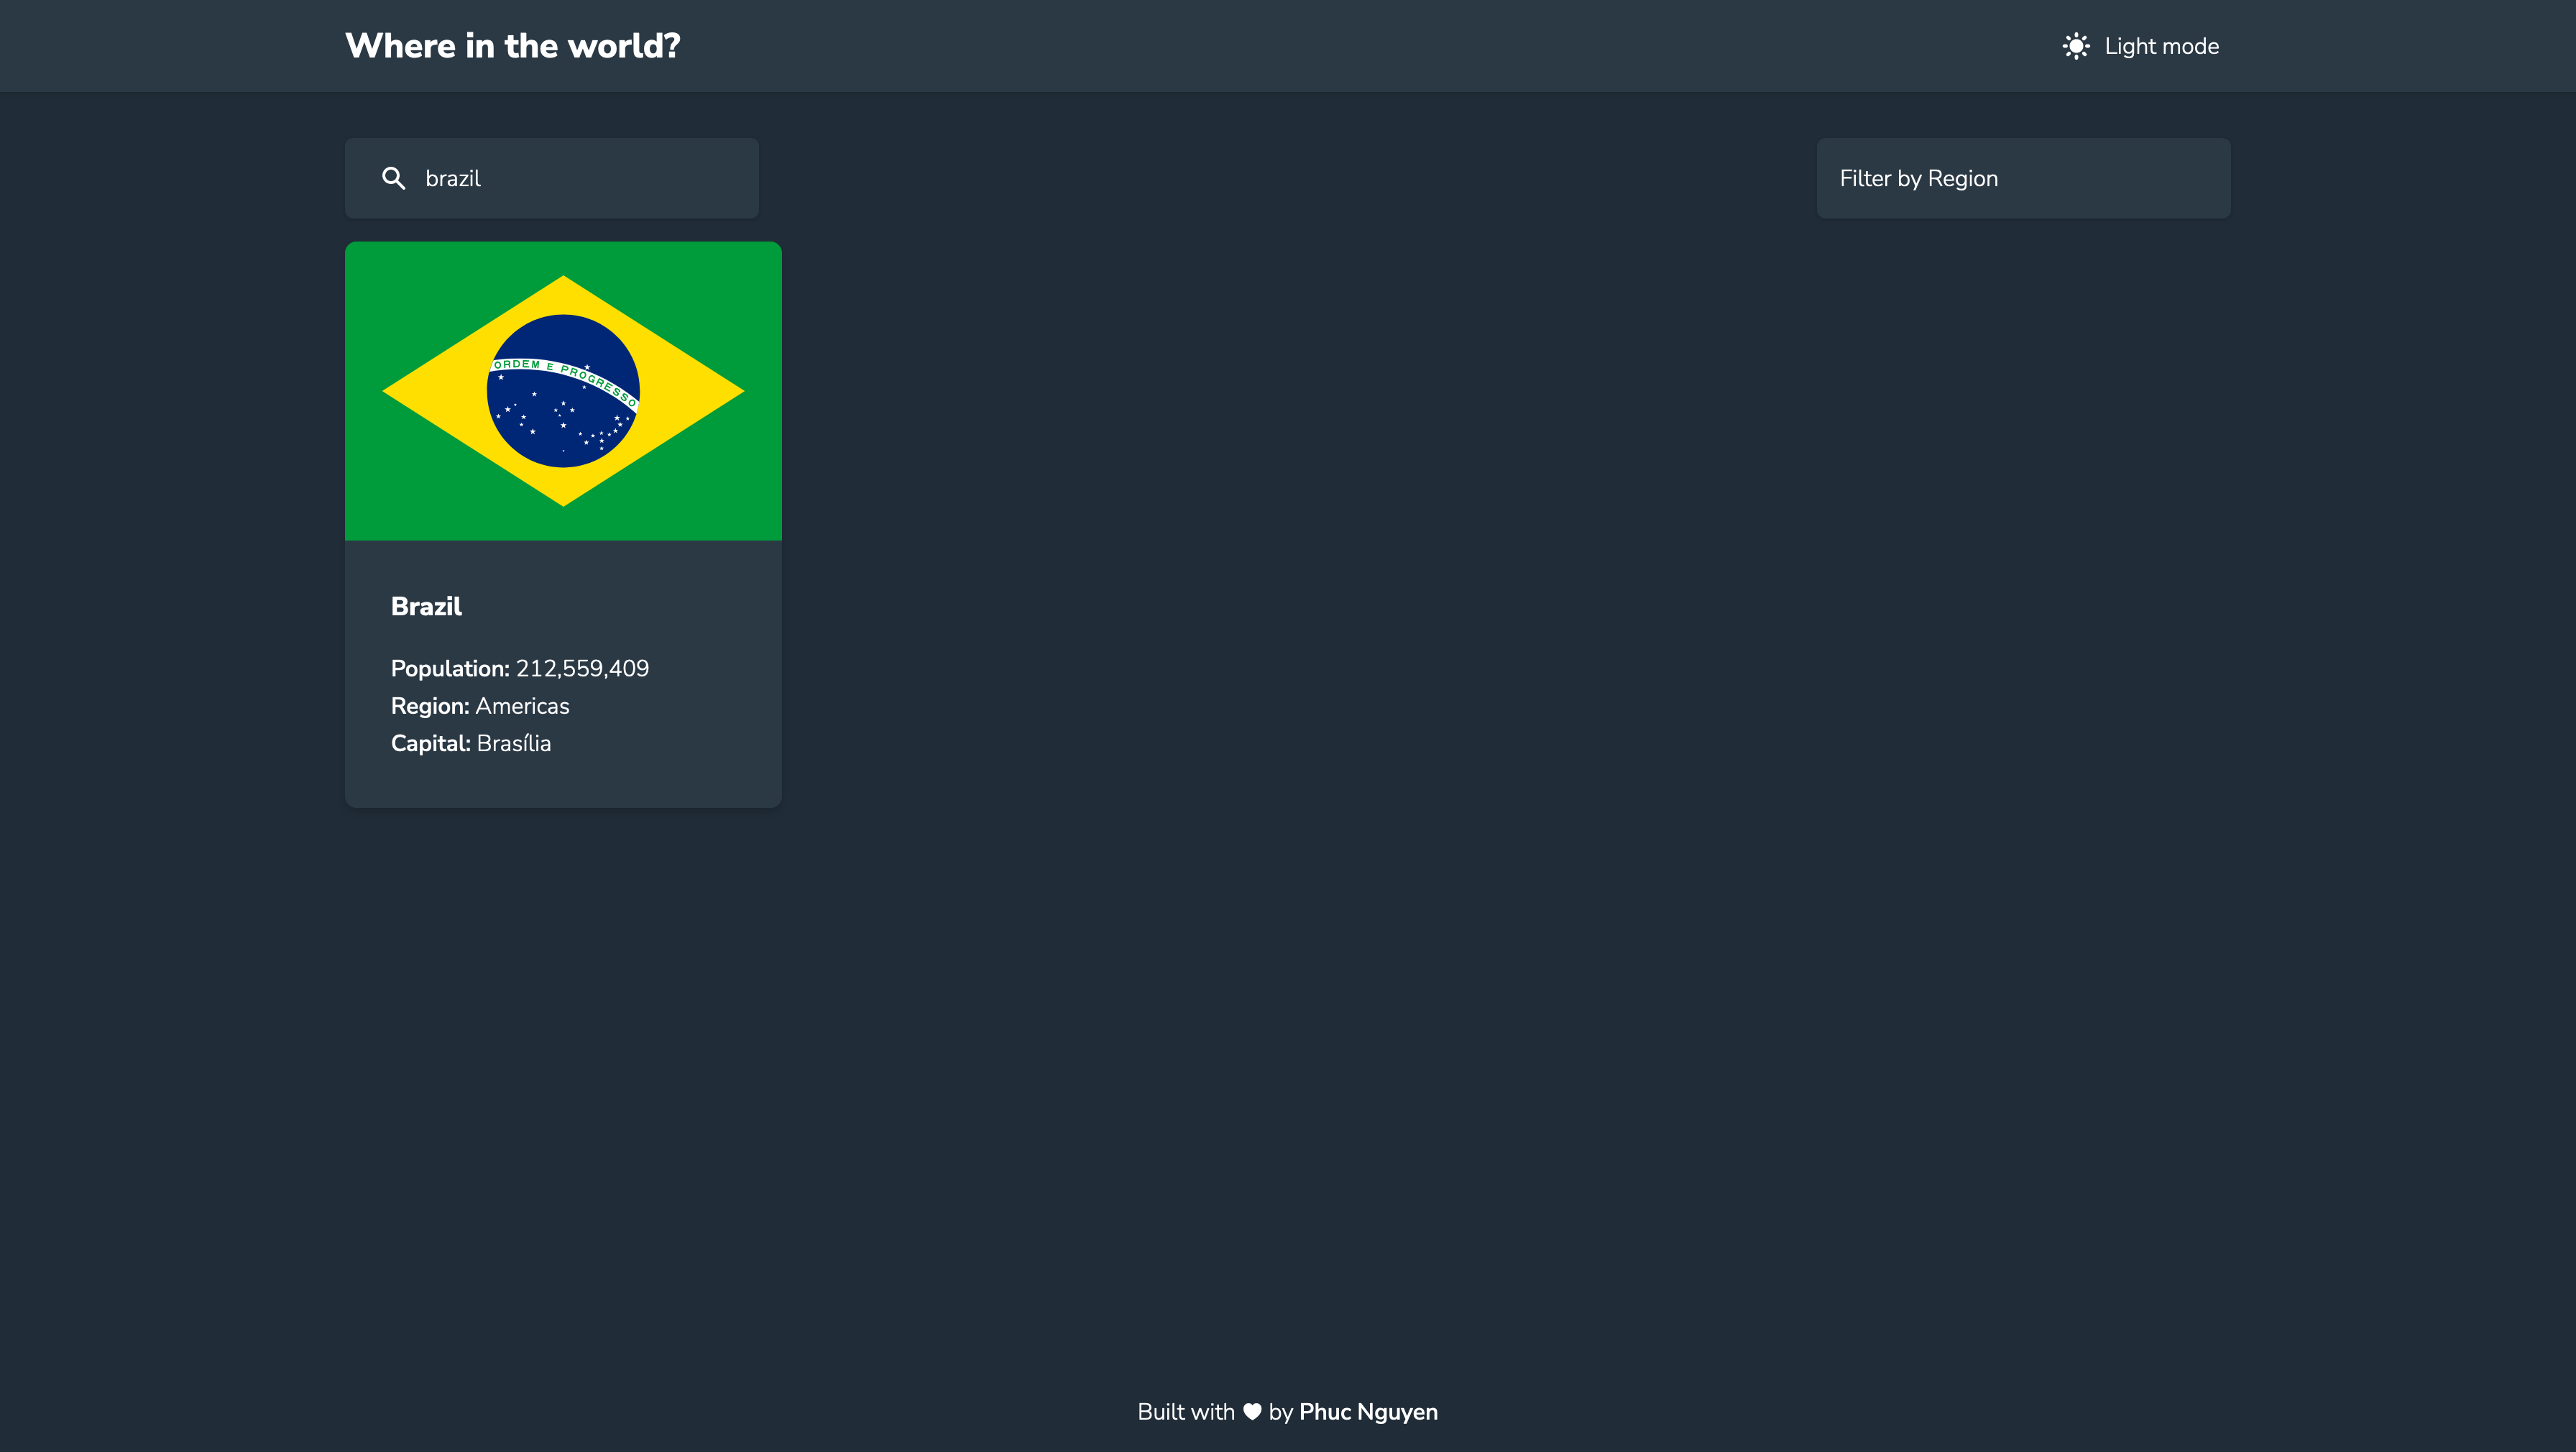 Where in the world?
Light mode
brazil
Filter by Region
ORDEM E PROGRESSO
Brazil
Population: 212,559,409
Region: Americas
Capital: Brasília
Built with ♥ by Phuc Nguyen